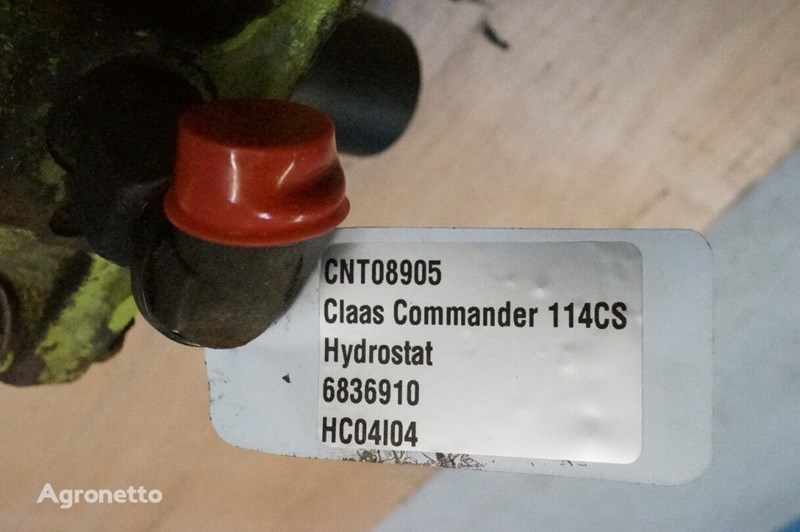 CNT08905
Claas Commander 114CS
Hydrostat
6836910
HC04I04
Agronetto